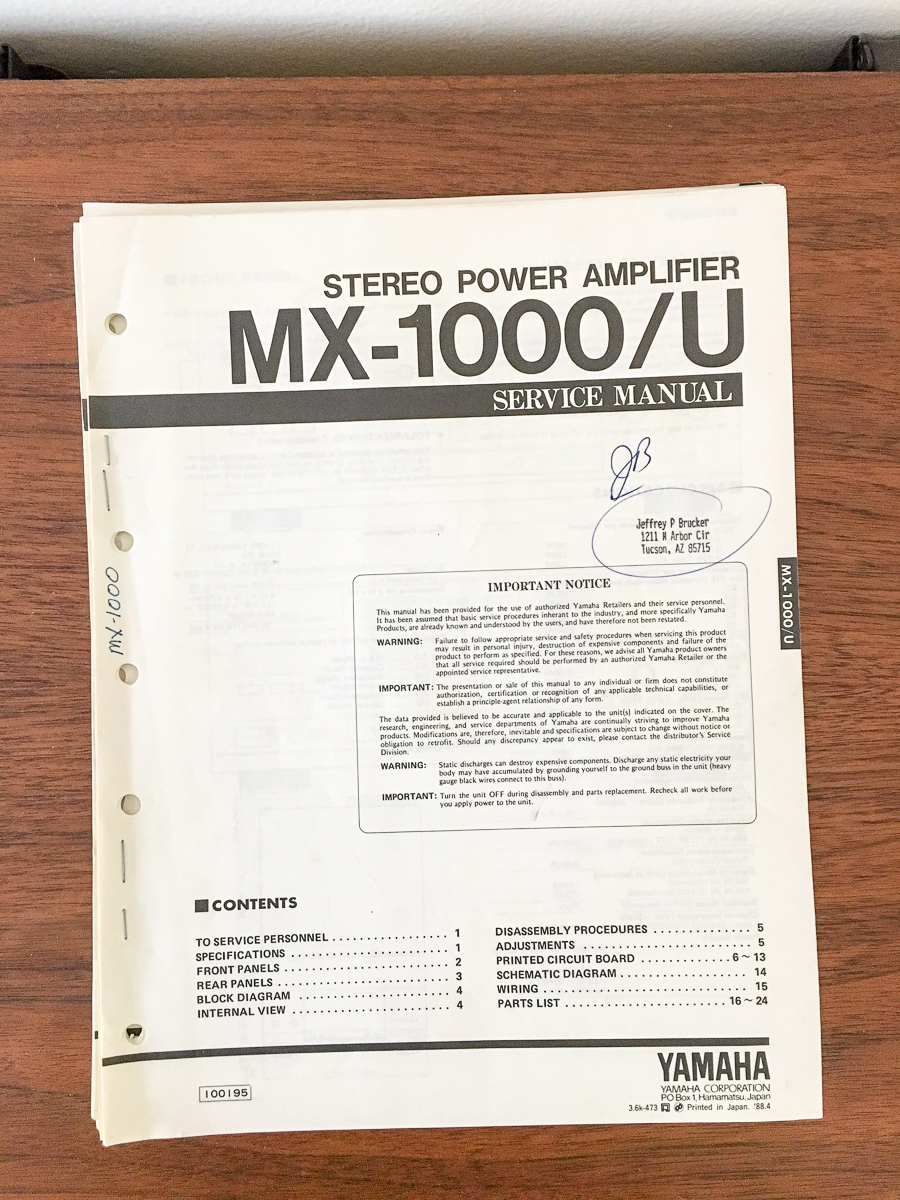 STEREO POWER AMPLIFIER
MX-1000/U
SERVICE MANUAL
JB
Jeffrey P Brucker
1211 N Arbor Cir
Tucson, AZ 85715
MX-1000
MX-1000/U
IMPORTANT NOTICE
This manual has been provided for the use of authorized Yamaha Retailers and their service personnel.
It has been assumed that basic service procedures inherant to the industry, and more specifically Yamaha
Products, are already known and understood by the users, and have therefore not been restated.
WARNING: Failure to follow appropriate service and safety procedures when servicing this product
may result in personal injury, destruction of expensive components and failure of the
product to perform as specified. For these reasons, we advise all Yamaha product owners
that all service required should be performed by an authorized Yamaha Retailer or the
appointed service representative.
IMPORTANT: The presentation or sale of this manual to any individual or firm does not constitute
authorization, certification or recognition of any applicable technical capabilities, or
establish a principle-agent relationship of any form.
The data provided is believed to be accurate and applicable to the unit(s) indicated on the cover. The
research, engineering, and service departments of Yamaha are continually striving to improve Yamaha
products. Modifications are, therefore, inevitable and specifications are subject to change without notice or
obligation to retrofit. Should any discrepancy appear to exist, please contact the distributor's Service
Division.
WARNING: Static discharges can destroy expensive components. Discharge any static electricity your
body may have accumulated by grounding yourself to the ground buss in the unit (heavy
gauge black wires connect to this buss).
IMPORTANT: Turn the unit OFF during disassembly and parts replacement. Recheck all work before
you apply power to the unit.
■ CONTENTS
TO SERVICE PERSONNEL . . . . . . . . . . . . . . . . 1
SPECIFICATIONS . . . . . . . . . . . . . . . . . . . . . . 1
FRONT PANELS . . . . . . . . . . . . . . . . . . . . . . . 2
REAR PANELS . . . . . . . . . . . . . . . . . . . . . . . . 3
BLOCK DIAGRAM . . . . . . . . . . . . . . . . . . . . . 4
INTERNAL VIEW . . . . . . . . . . . . . . . . . . . . . . 4
DISASSEMBLY PROCEDURES . . . . . . . . . . . . . . 5
ADJUSTMENTS . . . . . . . . . . . . . . . . . . . . . . . . 5
PRINTED CIRCUIT BOARD . . . . . . . . . . . . 6 ~ 13
SCHEMATIC DIAGRAM . . . . . . . . . . . . . . . . . . 14
WIRING . . . . . . . . . . . . . . . . . . . . . . . . . . . . 15
PARTS LIST . . . . . . . . . . . . . . . . . . . . . . 16 ~ 24
100195
YAMAHA
YAMAHA CORPORATION
PO Box 1, Hamamatsu, Japan
3.6k-473 Printed in Japan. '88.4